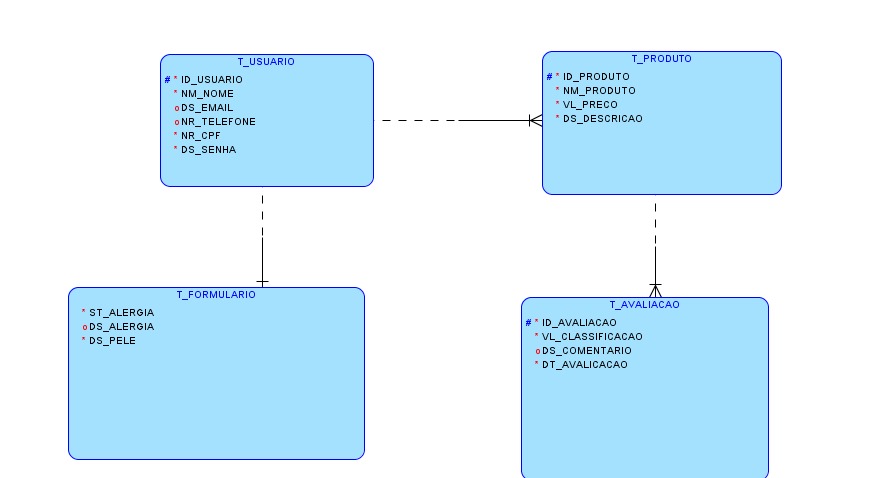 T_USUARIO
# * ID_USUARIO
* NM_NOME
o DS_EMAIL
o NR_TELEFONE
* NR_CPF
* DS_SENHA
T_PRODUTO
# * ID_PRODUTO
* NM_PRODUTO
* VL_PRECO
* DS_DESCRICAO
T_FORMULARIO
* ST_ALERGIA
o DS_ALERGIA
* DS_PELE
T_AVALIACAO
# * ID_AVALIACAO
* VL_CLASSIFICACAO
o DS_COMENTARIO
* DT_AVALICACAO